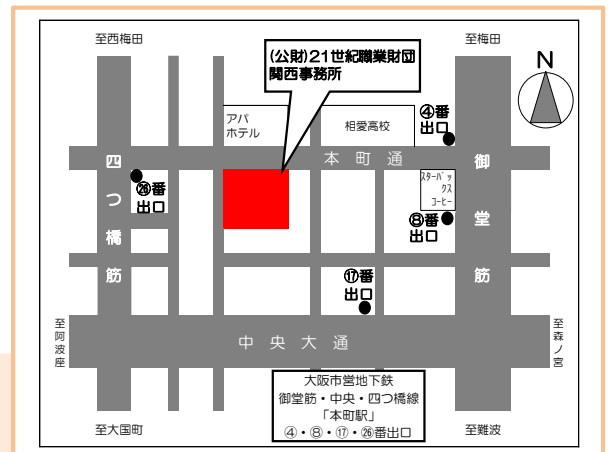 至西梅田
至梅田
(公財)21世紀職業財団
関西事務所
N
アパ
ホテル
相愛高校
④番
出口
本町通
四つ橋筋
御堂筋
㉖番
出口
スターバッ
クス
コーヒー
⑧番
出口
⑰番
出口
至阿波座
至森ノ宮
中央大通
大阪市営地下鉄
御堂筋・中央・四つ橋線
「本町駅」
④・⑧・⑰・㉖番出口
至大国町
至難波